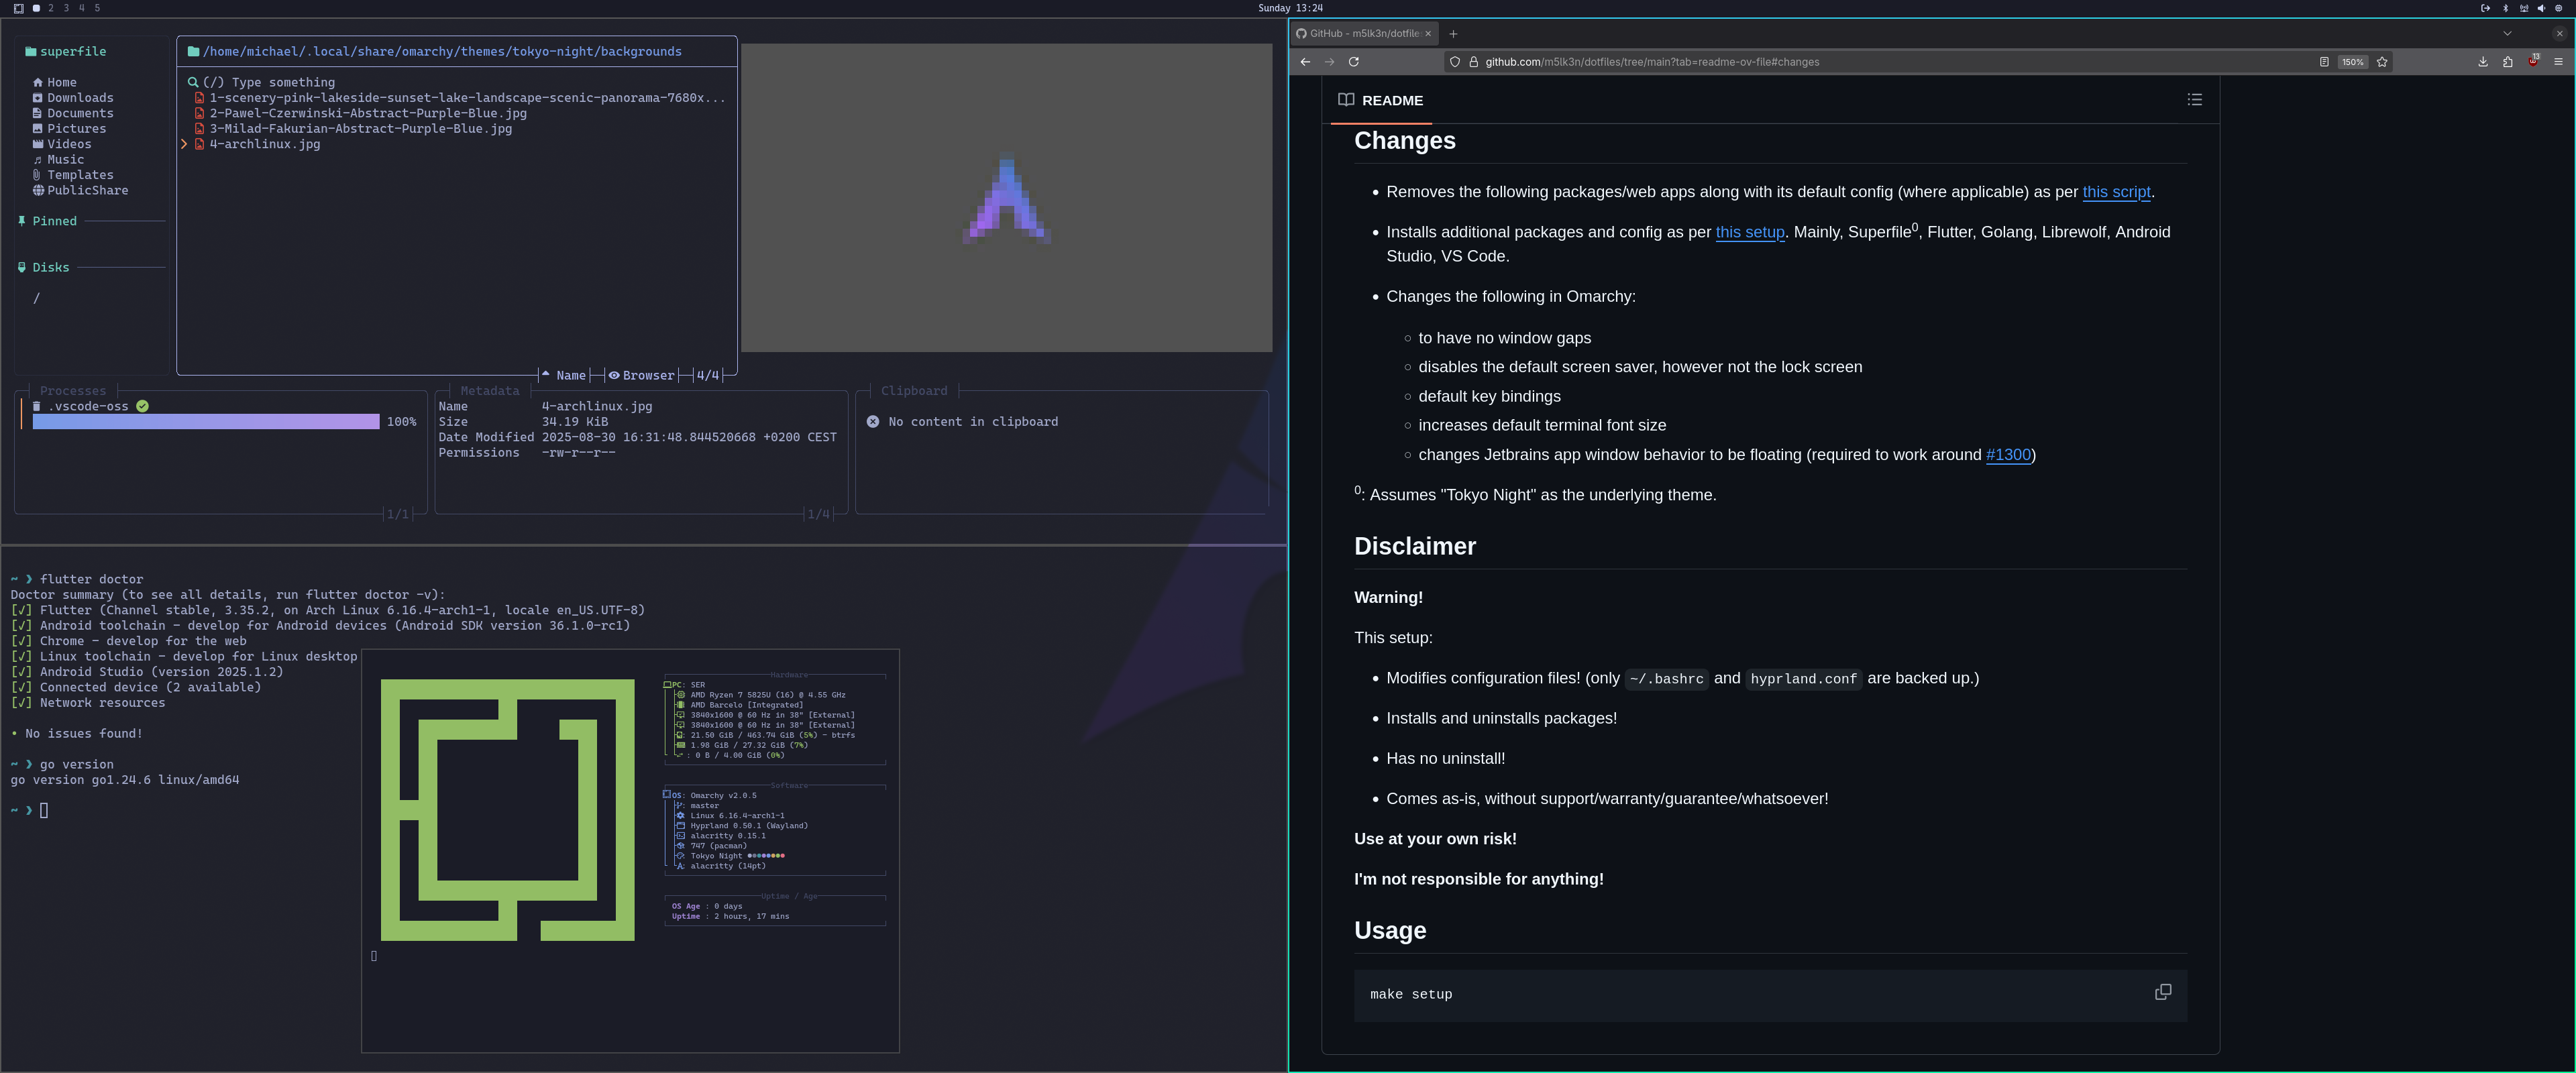 2 3 4 5
Sunday 13:24
superfile
Home
Downloads
Documents
Pictures
Videos
Music
Templates
PublicShare
Pinned
Disks
/
/home/michael/.local/share/omarchy/themes/tokyo-night/backgrounds
(/) Type something
1-scenery-pink-lakeside-sunset-lake-landscape-scenic-panorama-7680x...
2-Pawel-Czerwinski-Abstract-Purple-Blue.jpg
3-Milad-Fakurian-Abstract-Purple-Blue.jpg
4-archlinux.jpg
Name Browser 4/4
Processes
.vscode-oss
100%
1/1
Metadata
Name 4-archlinux.jpg
Size 34.19 KiB
Date Modified 2025-08-30 16:31:48.844520668 +0200 CEST
Permissions -rw-r--r--
1/4
Clipboard
No content in clipboard
~ ❯ flutter doctor
Doctor summary (to see all details, run flutter doctor -v):
[✓] Flutter (Channel stable, 3.35.2, on Arch Linux 6.16.4-arch1-1, locale en_US.UTF-8)
[✓] Android toolchain - develop for Android devices (Android SDK version 36.1.0-rc1)
[✓] Chrome - develop for the web
[✓] Linux toolchain - develop for Linux desktop
[✓] Android Studio (version 2025.1.2)
[✓] Connected device (2 available)
[✓] Network resources
• No issues found!
~ ❯ go version
go version go1.24.6 linux/amd64
~ ❯
Hardware
PC: SER
AMD Ryzen 7 5825U (16) @ 4.55 GHz
AMD Barcelo [Integrated]
3840x1600 @ 60 Hz in 38" [External]
3840x1600 @ 60 Hz in 38" [External]
: 21.50 GiB / 463.74 GiB (5%) - btrfs
1.98 GiB / 27.32 GiB (7%)
: 0 B / 4.00 GiB (0%)
Software
OS: Omarchy v2.0.5
: master
Linux 6.16.4-arch1-1
Hyprland 0.50.1 (Wayland)
alacritty 0.15.1
747 (pacman)
: Tokyo Night
: alacritty (14pt)
Uptime / Age
OS Age : 0 days
Uptime : 2 hours, 17 mins
GitHub - m5lk3n/dotfile
github.com/m5lk3n/dotfiles/tree/main?tab=readme-ov-file#changes
150%
13
README
Changes
• Removes the following packages/web apps along with its default config (where applicable) as per this script.
• Installs additional packages and config as per this setup. Mainly, Superfile⁰, Flutter, Golang, Librewolf, Android
Studio, VS Code.
• Changes the following in Omarchy:
◦ to have no window gaps
◦ disables the default screen saver, however not the lock screen
◦ default key bindings
◦ increases default terminal font size
◦ changes Jetbrains app window behavior to be floating (required to work around #1300)
⁰: Assumes "Tokyo Night" as the underlying theme.
Disclaimer
Warning!
This setup:
• Modifies configuration files! (only ~/.bashrc and hyprland.conf are backed up.)
• Installs and uninstalls packages!
• Has no uninstall!
• Comes as-is, without support/warranty/guarantee/whatsoever!
Use at your own risk!
I'm not responsible for anything!
Usage
make setup